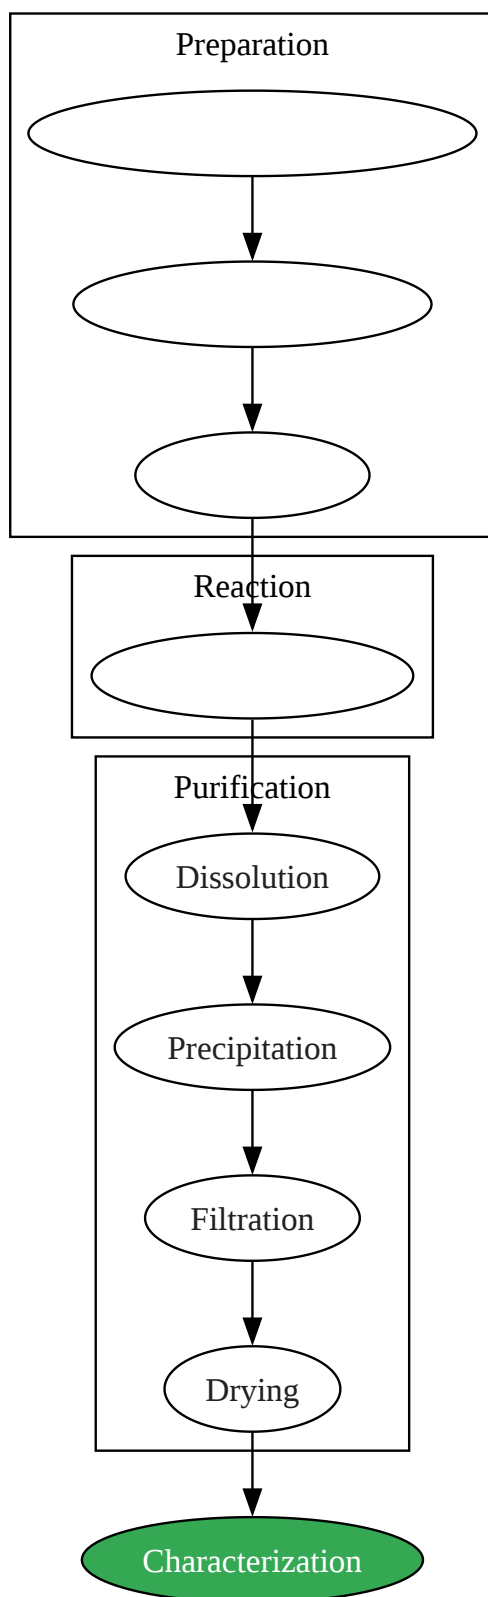 Preparation
Reaction
Purification
Dissolution
Precipitation
Filtration
Drying
Characterization